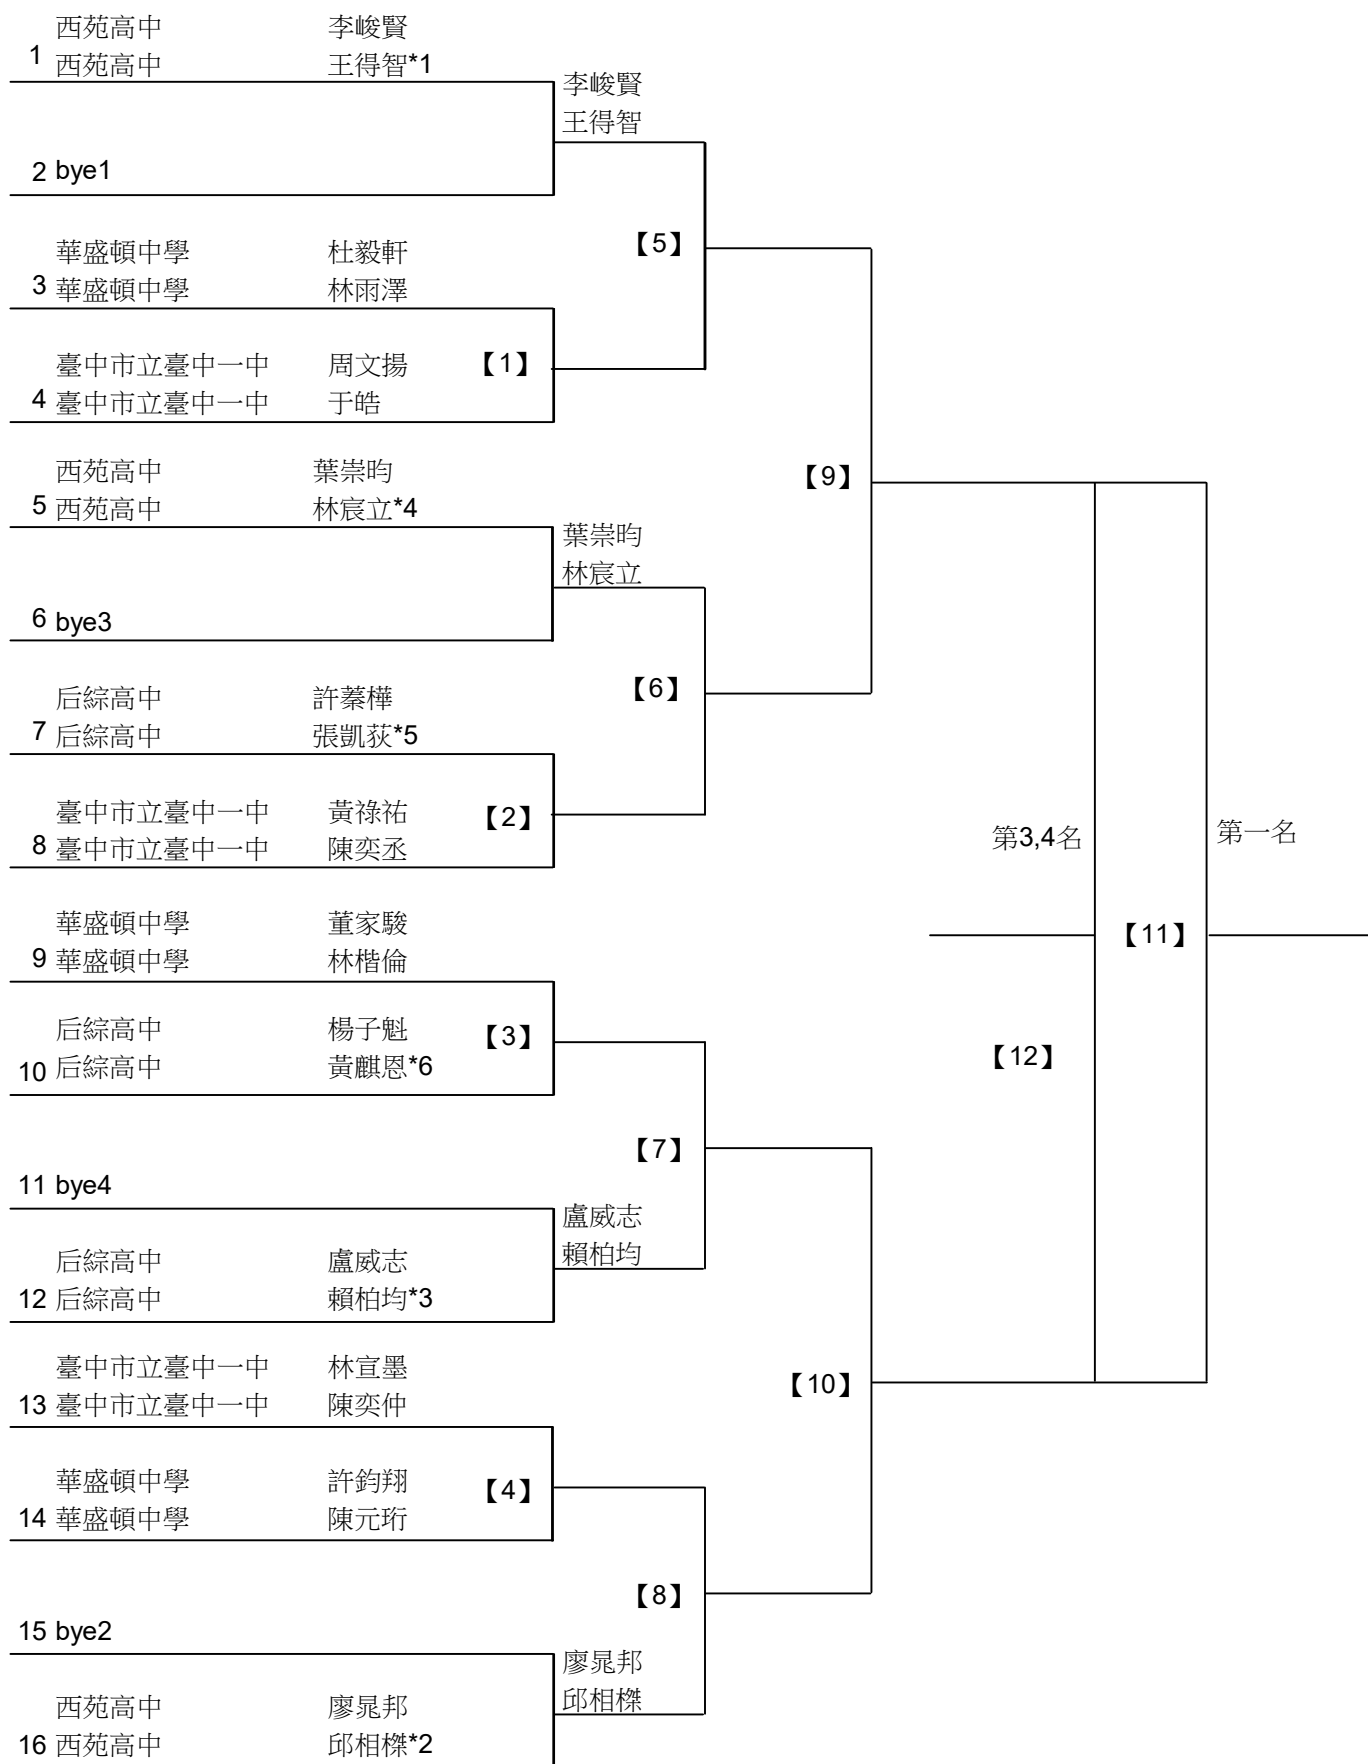 西苑高中 李峻賢
1 西苑高中 王得智*1
李峻賢
王得智
2 bye1
【5】
華盛頓中學 杜毅軒
3 華盛頓中學 林雨澤
臺中市立臺中一中 周文揚 【1】
4 臺中市立臺中一中 于皓
西苑高中 葉崇昀
5 西苑高中 林宸立*4
【9】
葉崇昀
林宸立
6 bye3
后綜高中 許蓁樺
7 后綜高中 張凱荻*5
【6】
臺中市立臺中一中 黃祿祐 【2】
8 臺中市立臺中一中 陳奕丞
第3,4名 第一名
華盛頓中學 董家駿
9 華盛頓中學 林楷倫
【11】
后綜高中 楊子魁 【3】
10 后綜高中 黃麒恩*6
【12】
【7】
11 bye4
盧威志
賴柏均
后綜高中 盧威志
12 后綜高中 賴柏均*3
臺中市立臺中一中 林宣墨
13 臺中市立臺中一中 陳奕仲
【10】
華盛頓中學 許鈞翔 【4】
14 華盛頓中學 陳元珩
【8】
15 bye2
廖晁邦
邱相榤
西苑高中 廖晁邦
16 西苑高中 邱相榤*2